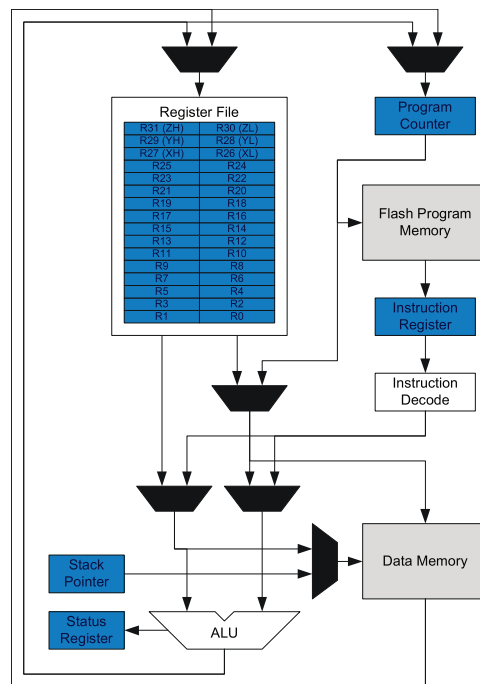 Register File
R31 (ZH) R30 (ZL)
R29 (YH) R28 (YL)
R27 (XH) R26 (XL)
R25 R24
R23 R22
R21 R20
R19 R18
R17 R16
R15 R14
R13 R12
R11 R10
R9 R8
R7 R6
R5 R4
R3 R2
R1 R0
Program
Counter
Flash Program
Memory
Instruction
Register
Instruction
Decode
Data Memory
Stack
Pointer
Status
Register
ALU